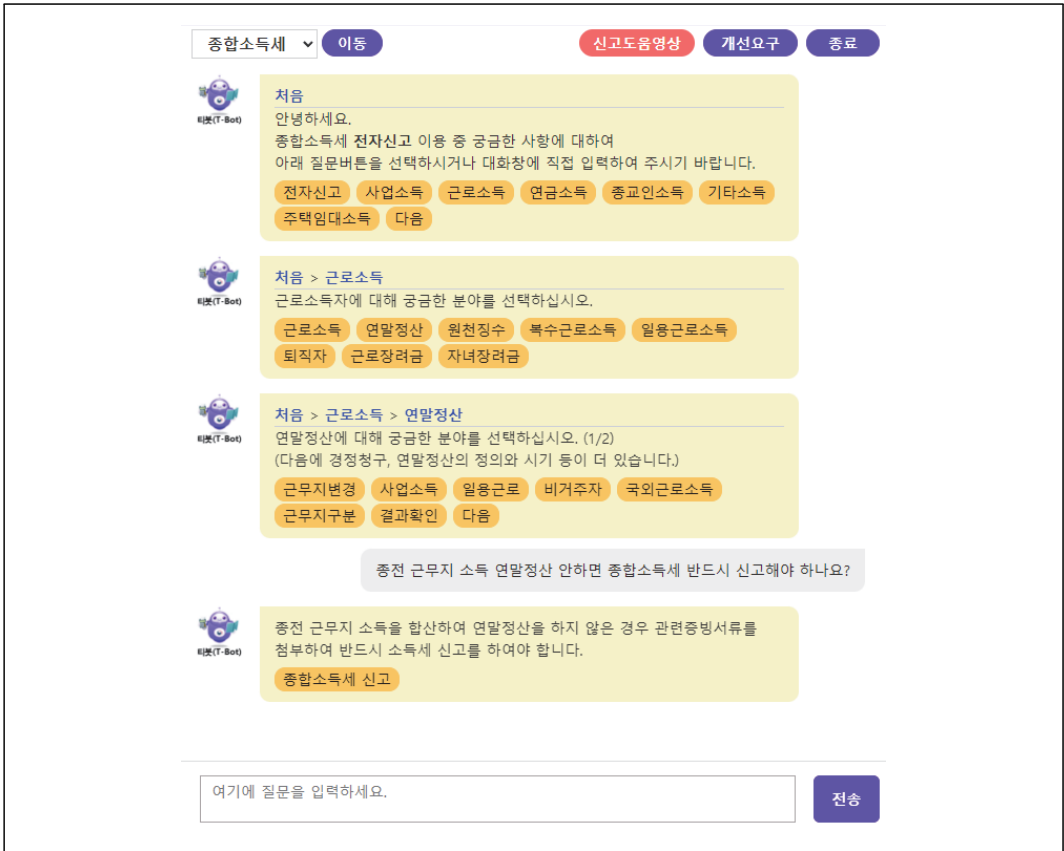 종합소득세 이동 신고도움영상 개선요구 종료
티봇(T-Bot)
처음
안녕하세요.
종합소득세 전자신고 이용 중 궁금한 사항에 대하여
아래 질문버튼을 선택하시거나 대화창에 직접 입력하여 주시기 바랍니다.
전자신고 사업소득 근로소득 연금소득 종교인소득 기타소득
주택임대소득 다음
티봇(T-Bot)
처음 > 근로소득
근로소득자에 대해 궁금한 분야를 선택하십시오.
근로소득 연말정산 원천징수 복수근로소득 일용근로소득
퇴직자 근로장려금 자녀장려금
티봇(T-Bot)
처음 > 근로소득 > 연말정산
연말정산에 대해 궁금한 분야를 선택하십시오. (1/2)
(다음에 경정청구, 연말정산의 정의와 시기 등이 더 있습니다.)
근무지변경 사업소득 일용근로 비거주자 국외근로소득
근무지구분 결과확인 다음
종전 근무지 소득 연말정산 안하면 종합소득세 반드시 신고해야 하나요?
티봇(T-Bot)
종전 근무지 소득을 합산하여 연말정산을 하지 않은 경우 관련증빙서류를
첨부하여 반드시 소득세 신고를 하여야 합니다.
종합소득세 신고
여기에 질문을 입력하세요.
전송